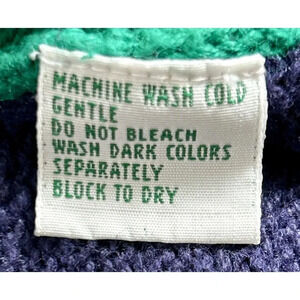 MACHINE WASH COLD
GENTLE
DO NOT BLEACH
WASH DARK COLORS
SEPARATELY
BLOCK TO DRY